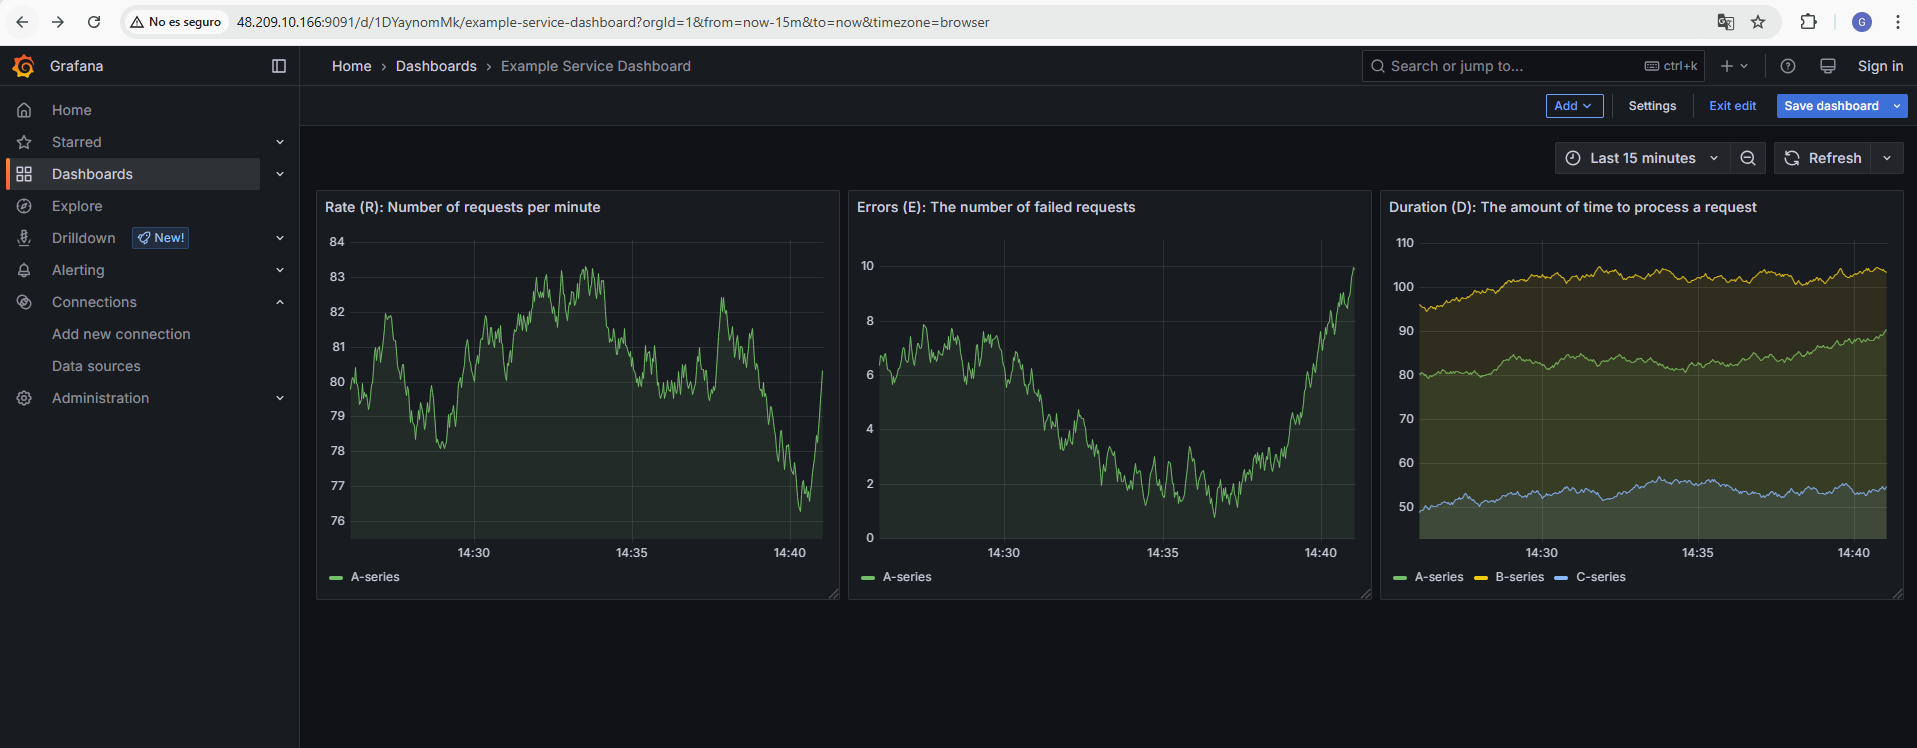 No es seguro 48.209.10.166:9091/d/1DYaynomMk/example-service-dashboard?orgId=1&from=now-15m&to=now&timezone=browser G
Grafana
Home › Dashboards › Example Service Dashboard
Search or jump to... ctrl+k
Sign in
Add Settings Exit edit Save dashboard
Home
Starred
Dashboards
Explore
Drilldown New!
Alerting
Connections
Add new connection
Data sources
Administration
Last 15 minutes Refresh
Rate (R): Number of requests per minute
84
83
82
81
80
79
78
77
76
14:30 14:35 14:40
A-series
Errors (E): The number of failed requests
10
8
6
4
2
0
14:30 14:35 14:40
A-series
Duration (D): The amount of time to process a request
110
100
90
80
70
60
50
14:30 14:35 14:40
A-series B-series C-series